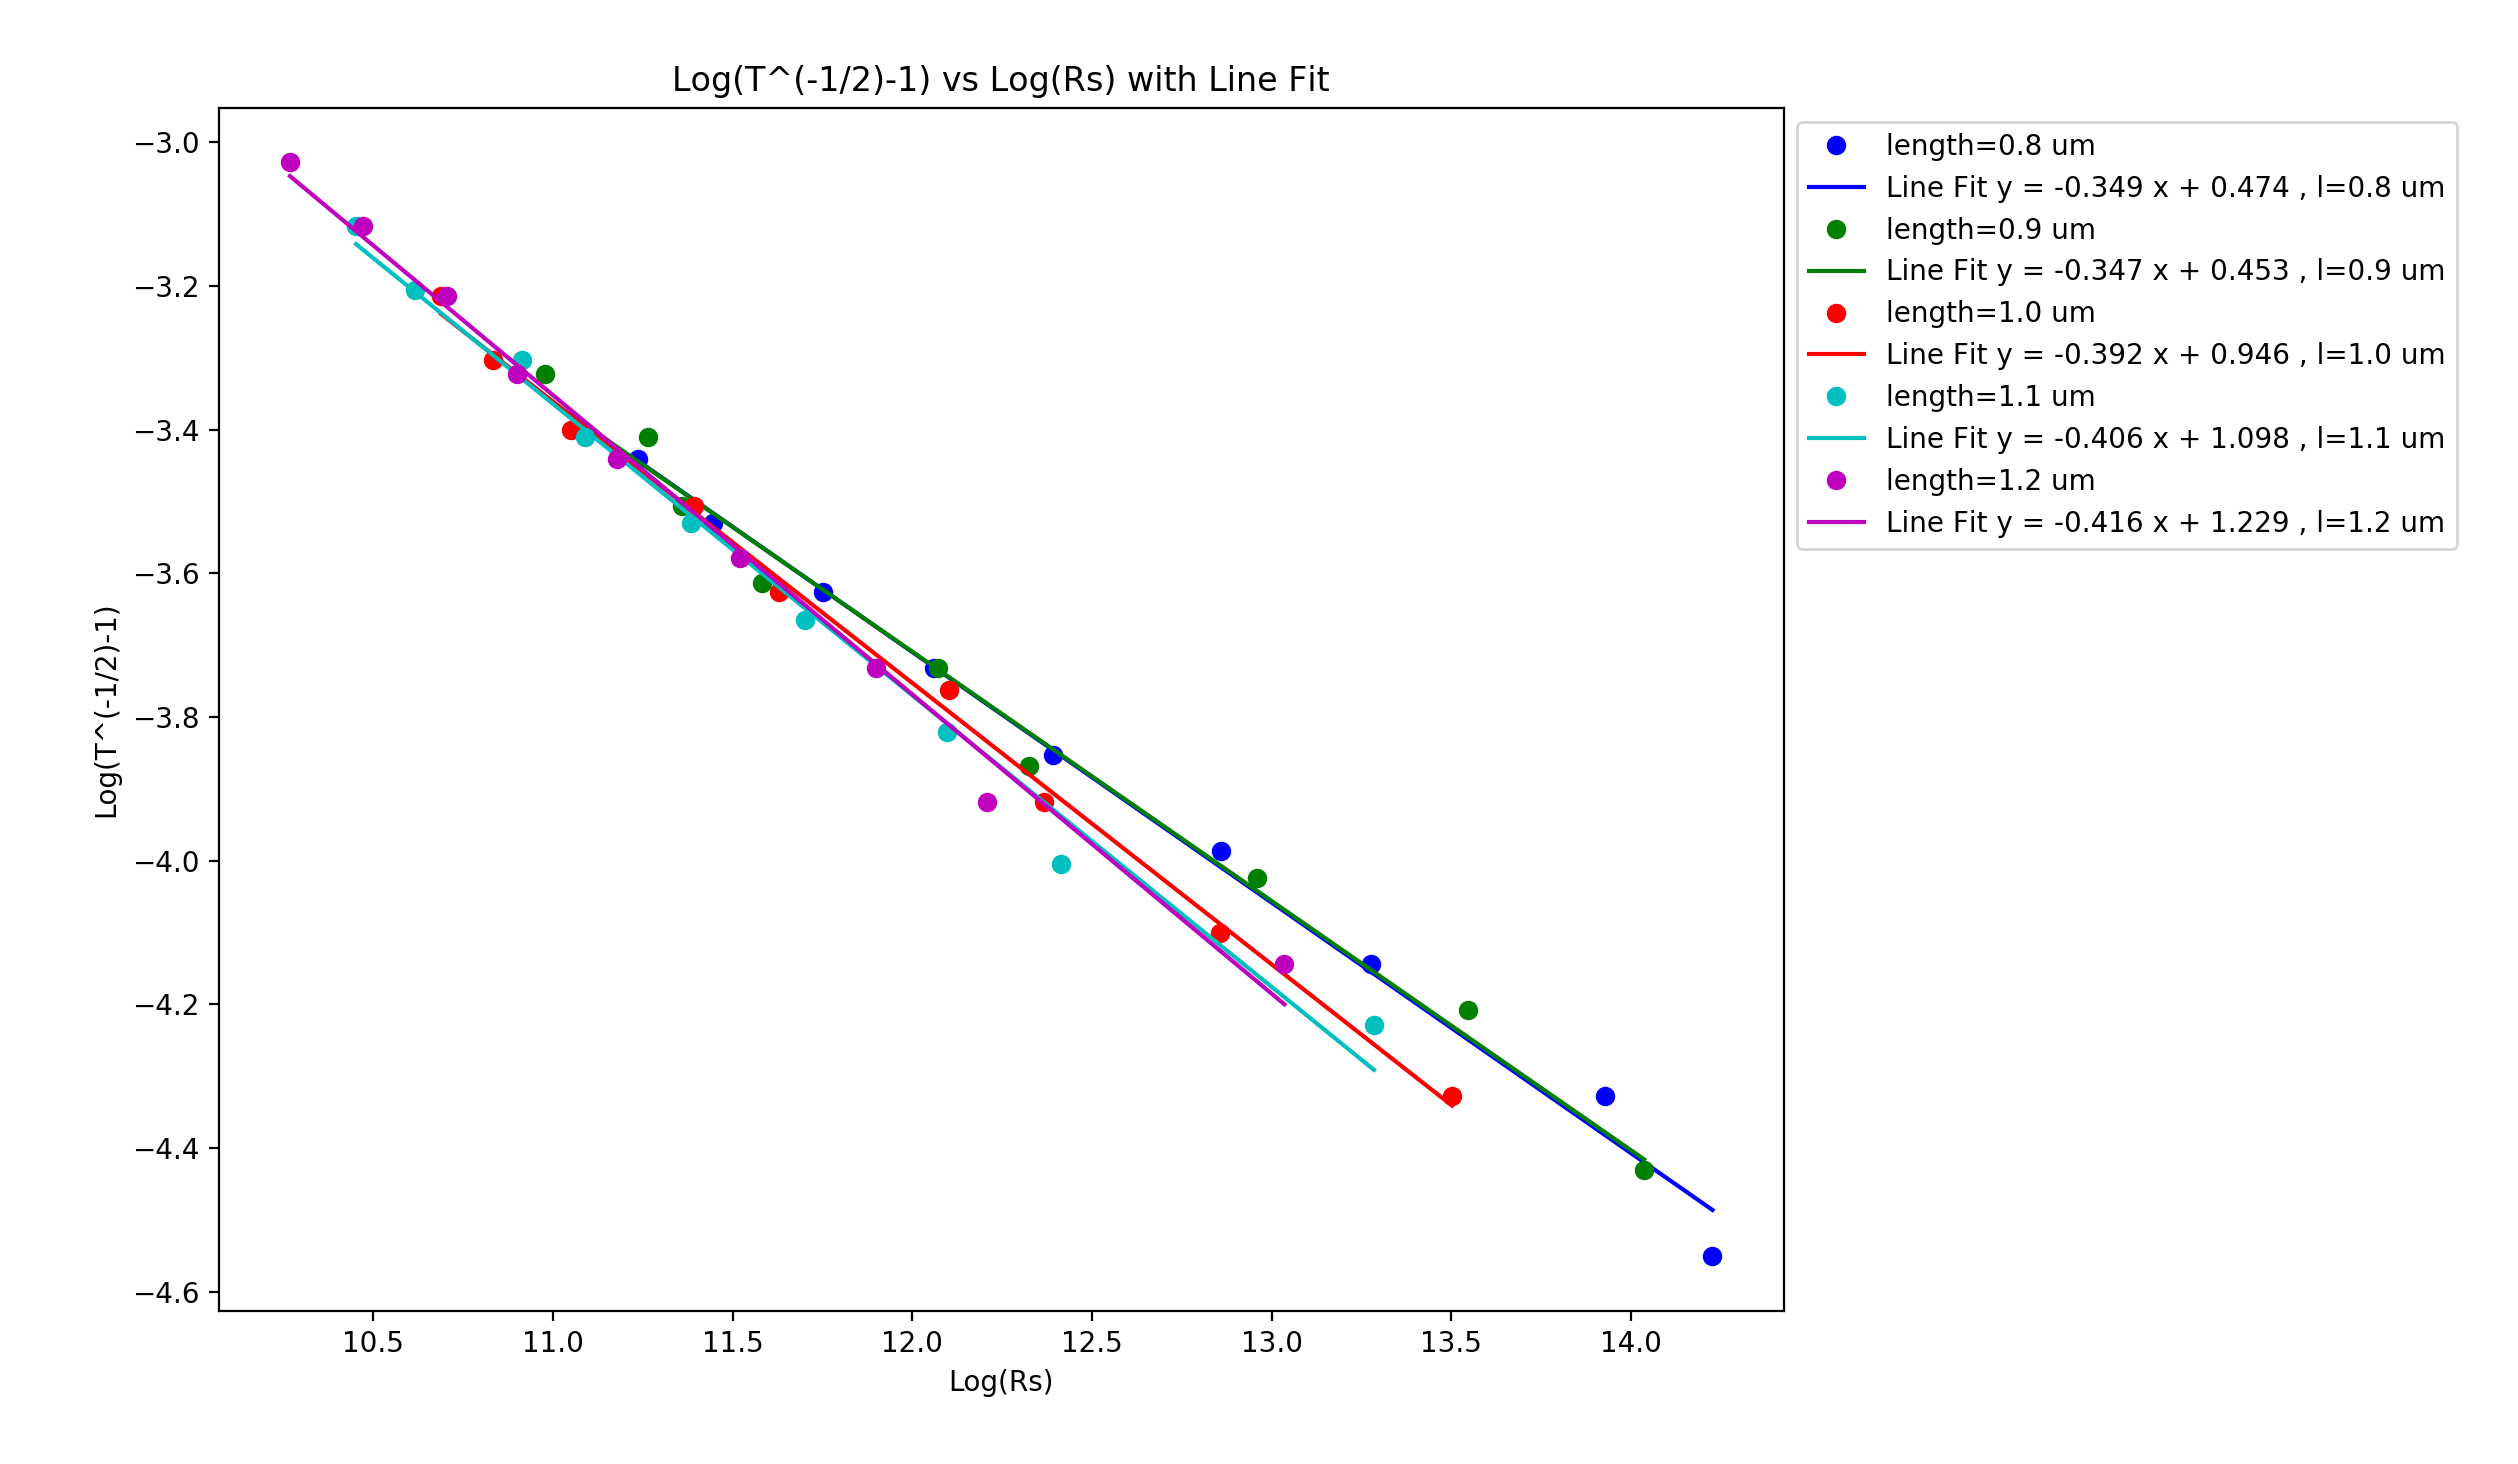 Log(T^(-1/2)-1) vs Log(Rs) with Line Fit
−3.0
−3.2
−3.4
−3.6
−3.8
−4.0
−4.2
−4.4
−4.6
Log(T^(-1/2)-1)
10.5
11.0
11.5
12.0
12.5
13.0
13.5
14.0
Log(Rs)
length=0.8 um
Line Fit y = -0.349 x + 0.474 , l=0.8 um
length=0.9 um
Line Fit y = -0.347 x + 0.453 , l=0.9 um
length=1.0 um
Line Fit y = -0.392 x + 0.946 , l=1.0 um
length=1.1 um
Line Fit y = -0.406 x + 1.098 , l=1.1 um
length=1.2 um
Line Fit y = -0.416 x + 1.229 , l=1.2 um